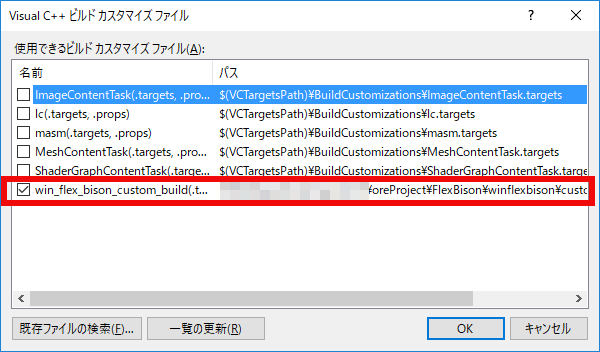 Visual C++ ビルド カスタマイズ ファイル
使用できるビルド カスタマイズ ファイル(A):
名前 パス
ImageContentTask(.targets, .pro... $(VCTargetsPath)¥BuildCustomizations¥ImageContentTask.targets
lc(.targets, .props) $(VCTargetsPath)¥BuildCustomizations¥lc.targets
masm(.targets, .props) $(VCTargetsPath)¥BuildCustomizations¥masm.targets
MeshContentTask(.targets, .pro... $(VCTargetsPath)¥BuildCustomizations¥MeshContentTask.targets
ShaderGraphContentTask(.targe... $(VCTargetsPath)¥BuildCustomizations¥ShaderGraphContentTask.targe
win_flex_bison_custom_build(.t... ¥oreProject¥FlexBison¥winflexbison¥custo
既存ファイルの検索(F)... 一覧の更新(R) OK キャンセル